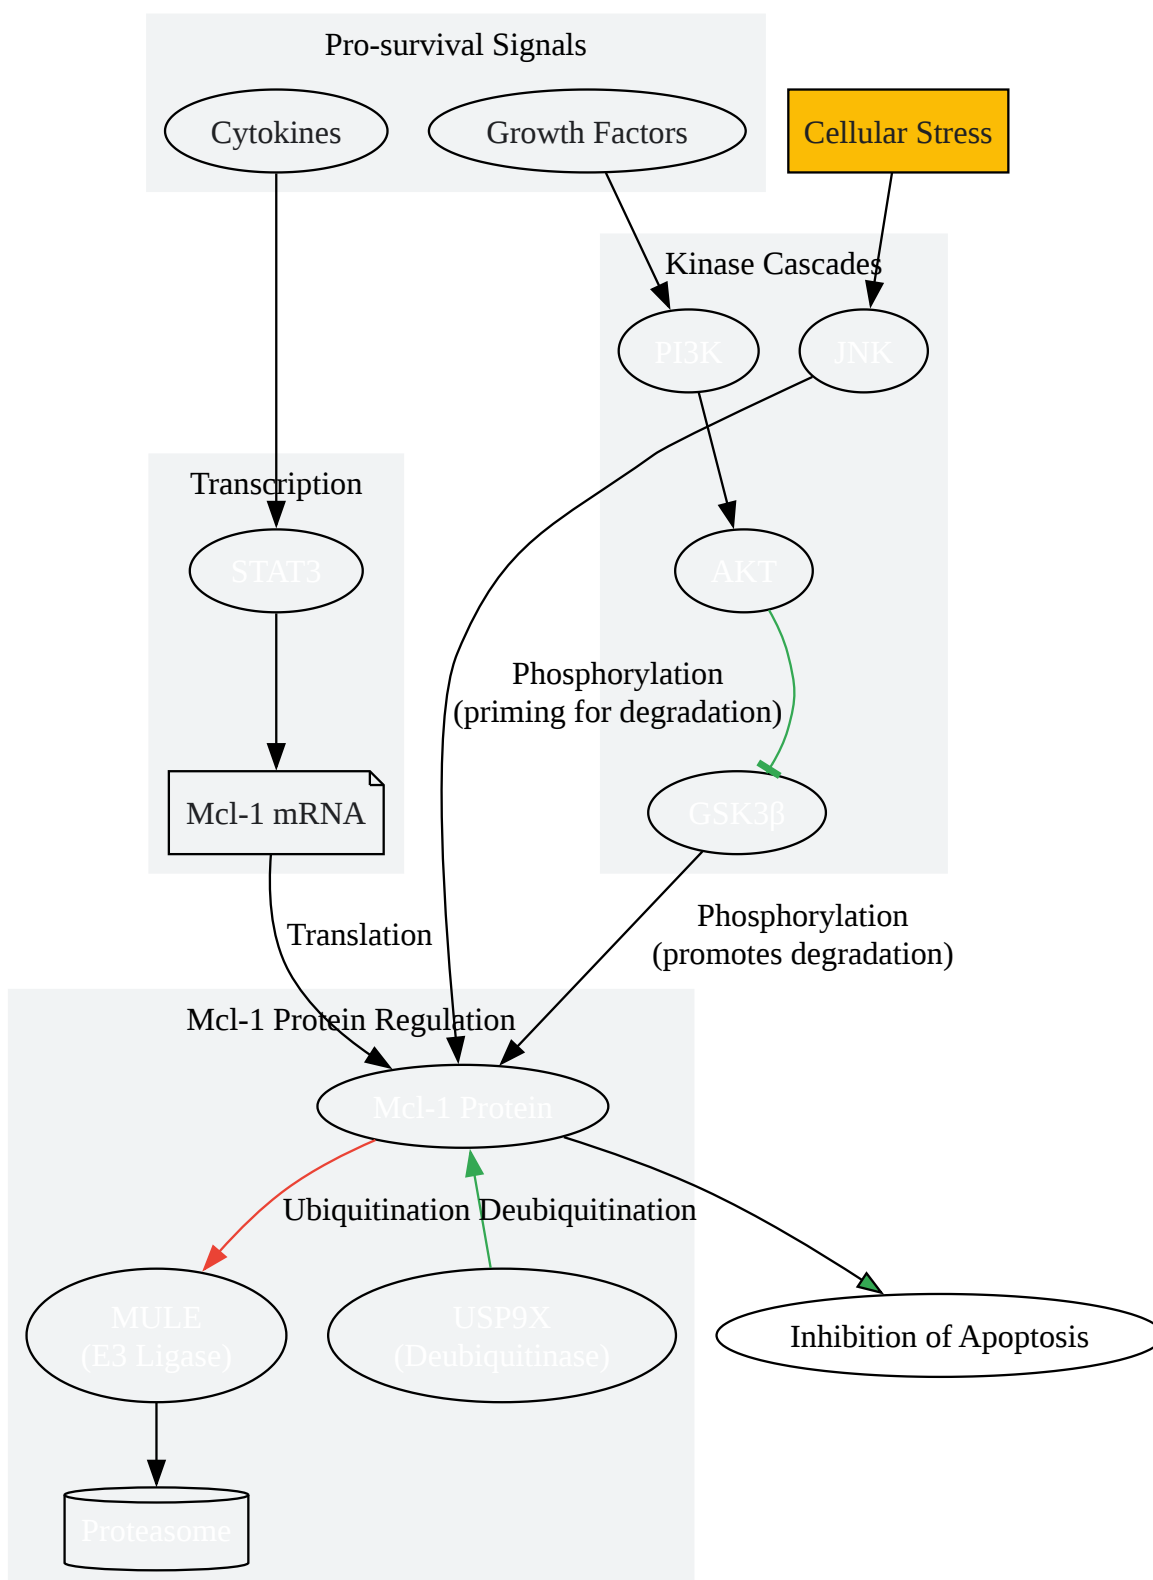 Pro-survival Signals
Cytokines
Growth Factors
Cellular Stress
Kinase Cascades
PI3K
JNK
Transcription
STAT3
AKT
Phosphorylation
(priming for degradation)
Mcl-1 mRNA
GSK3β
Translation
Phosphorylation
(promotes degradation)
Mcl-1 Protein Regulation
Mcl-1 Protein
Ubiquitination
Deubiquitination
MULE
(E3 Ligase)
USP9X
(Deubiquitinase)
Inhibition of Apoptosis
Proteasome